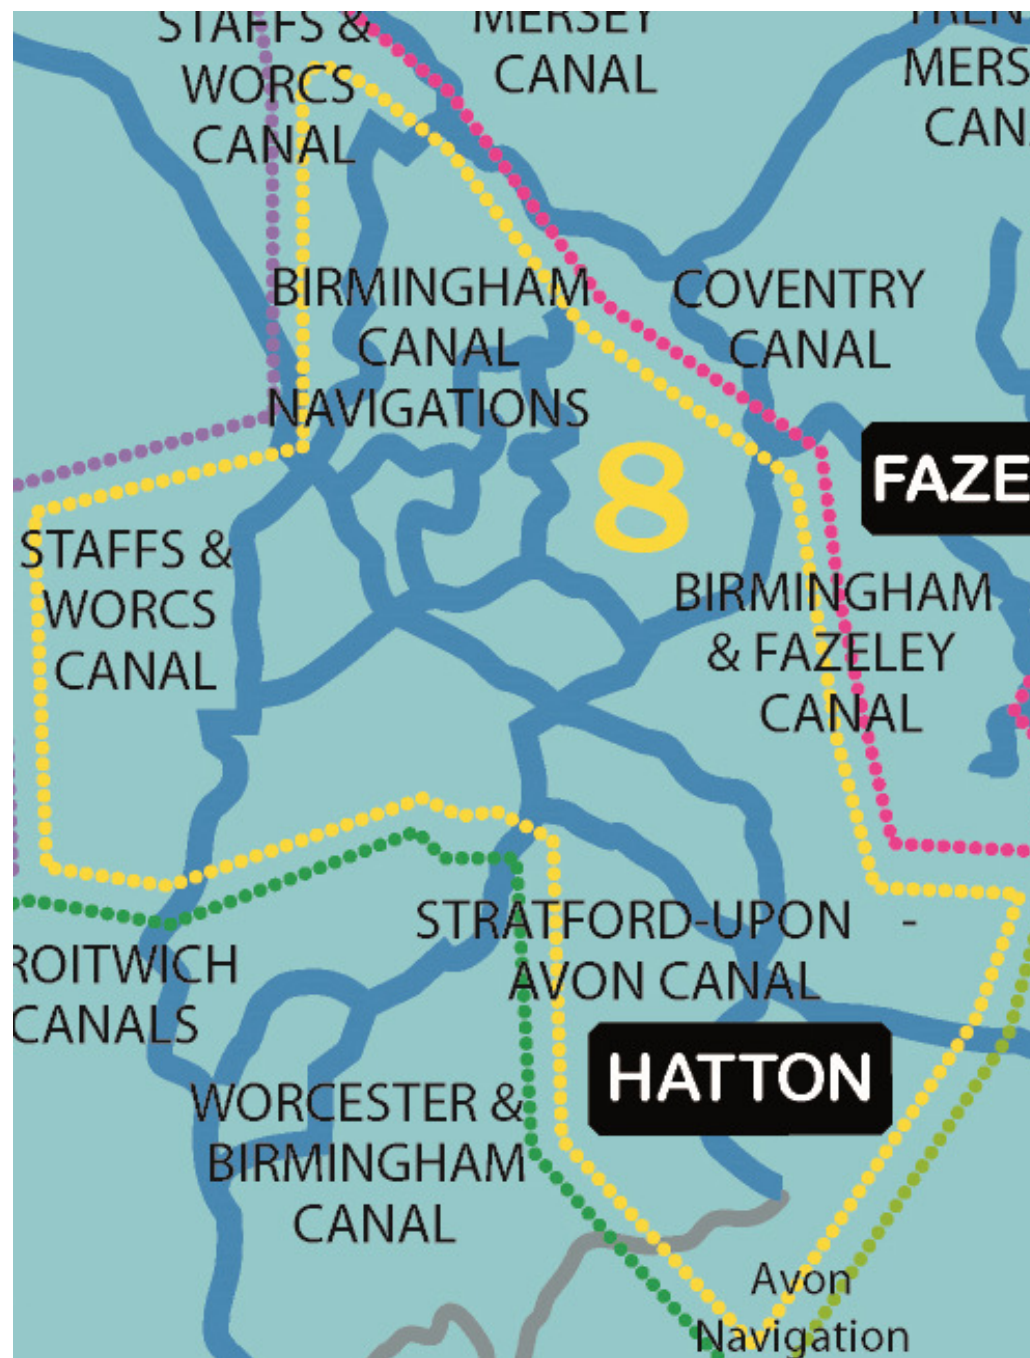 STAFFS &
WORCS
CANAL
MERSEY
CANAL
MERS
CAN
BIRMINGHAM
CANAL
NAVIGATIONS
COVENTRY
CANAL
8
FAZE
STAFFS &
WORCS
CANAL
BIRMINGHAM
& FAZELEY
CANAL
STRATFORD-UPON -
AVON CANAL
ROITWICH
CANALS
HATTON
WORCESTER &
BIRMINGHAM
CANAL
Avon
Navigation